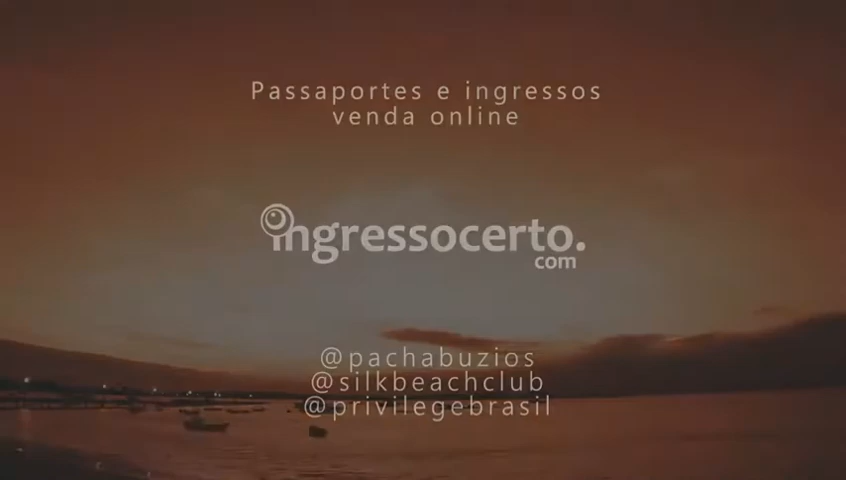 Passaportes e ingressos
venda online
ingressocerto.
com
@pachabuzios
@silkbeachclub
@privilegebrasil